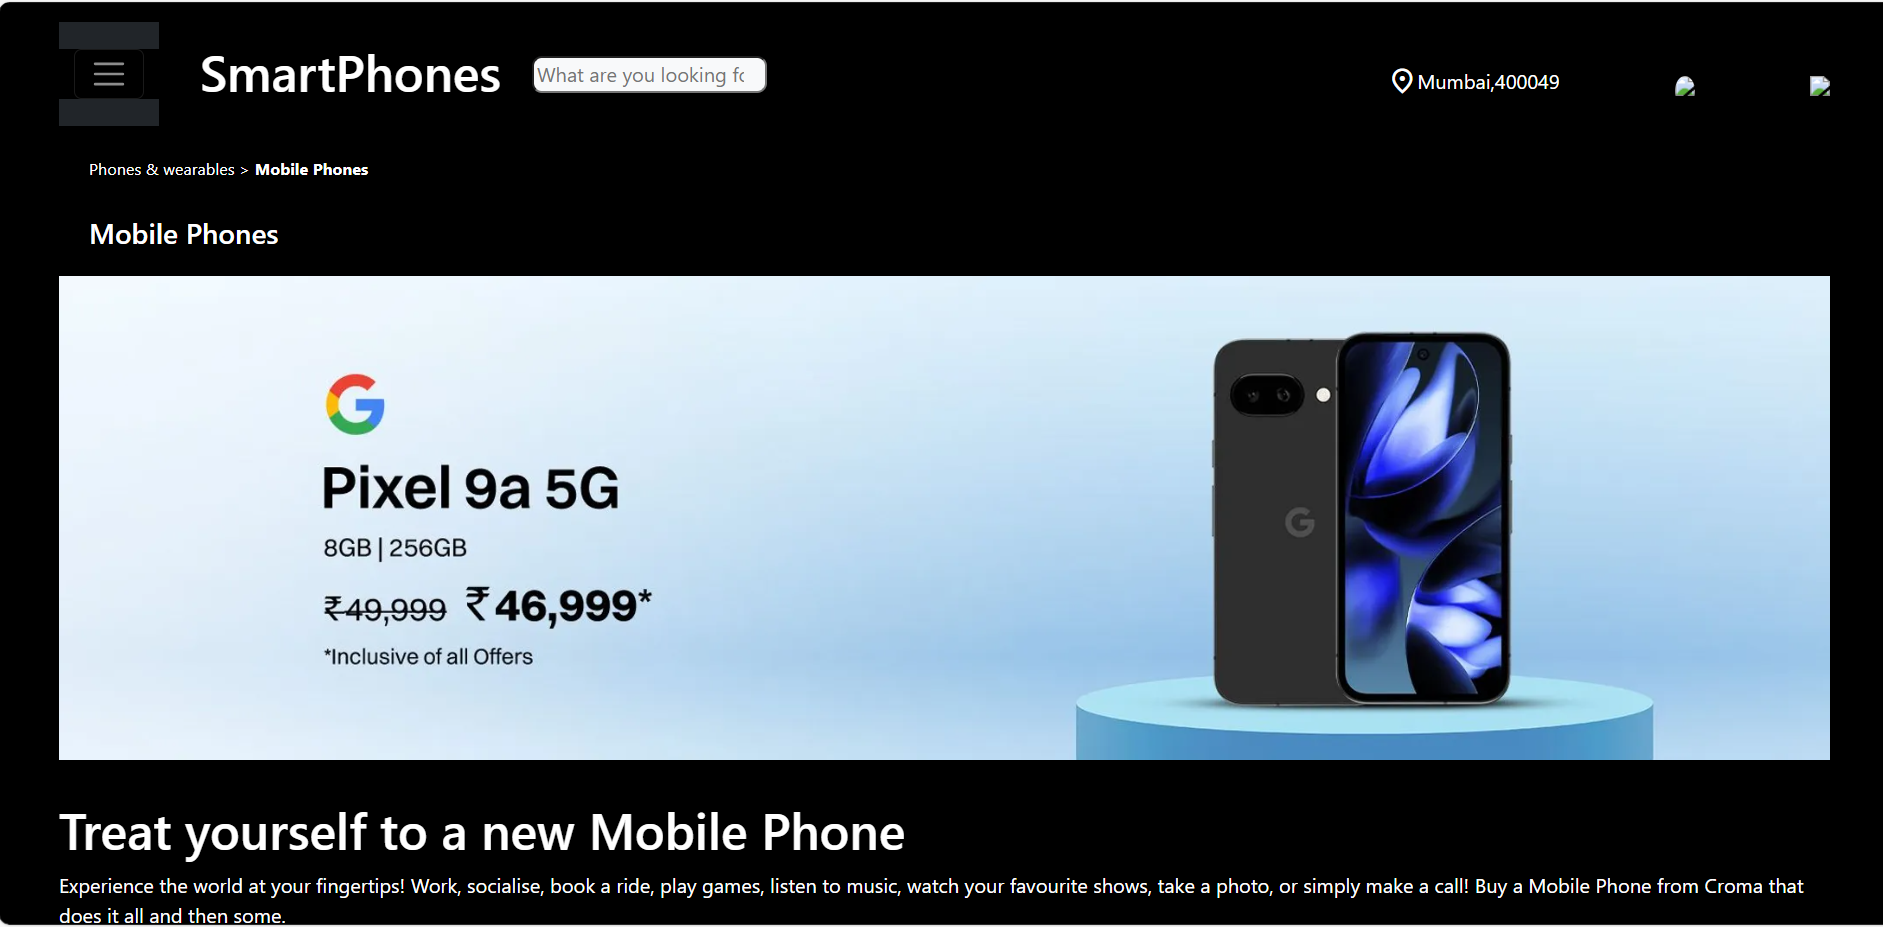 SmartPhones
What are you looking fo
Mumbai,400049
Phones & wearables > Mobile Phones
Mobile Phones
Pixel 9a 5G
8GB | 256GB
₹49,999 ₹46,999*
*Inclusive of all Offers
Treat yourself to a new Mobile Phone
Experience the world at your fingertips! Work, socialise, book a ride, play games, listen to music, watch your favourite shows, take a photo, or simply make a call! Buy a Mobile Phone from Croma that
does it all and then some.